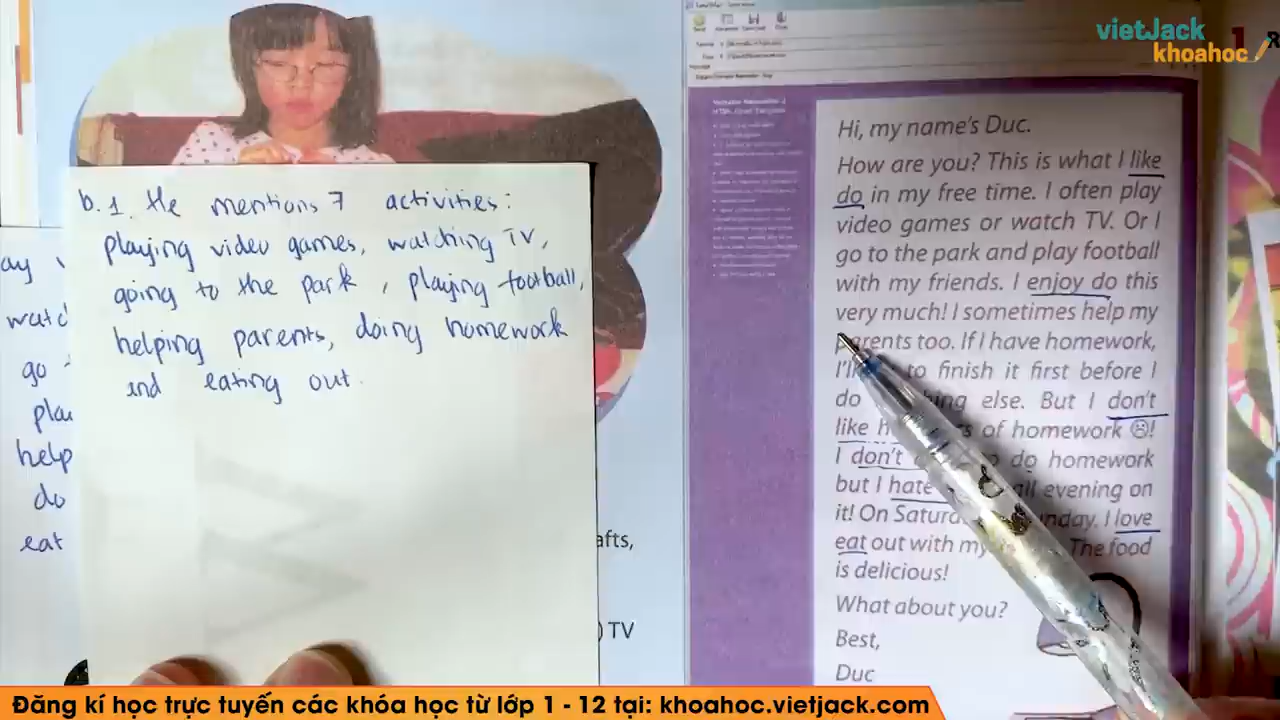 vietJack
khoahoc
b. 1. He mentions 7 activities:
playing video games, watching TV,
going to the park, playing football,
helping parents, doing homework
and eating out.
ay
watc
go
pla
help
do
eat
afts,
) TV
Hi, my name's Duc.
How are you? This is what I like
do in my free time. I often play
video games or watch TV. Or I
go to the park and play football
with my friends. I enjoy do this
very much! I sometimes help my
parents too. If I have homework,
to finish it first before I
do else. But I don't
like of homework ☹!
I don't do homework
but I hate all evening on
it! On I love
eat out with my The food
is delicious!
What about you?
Best,
Duc
Đăng kí học trực tuyến các khóa học từ lớp 1 - 12 tại: khoahoc.vietjack.com